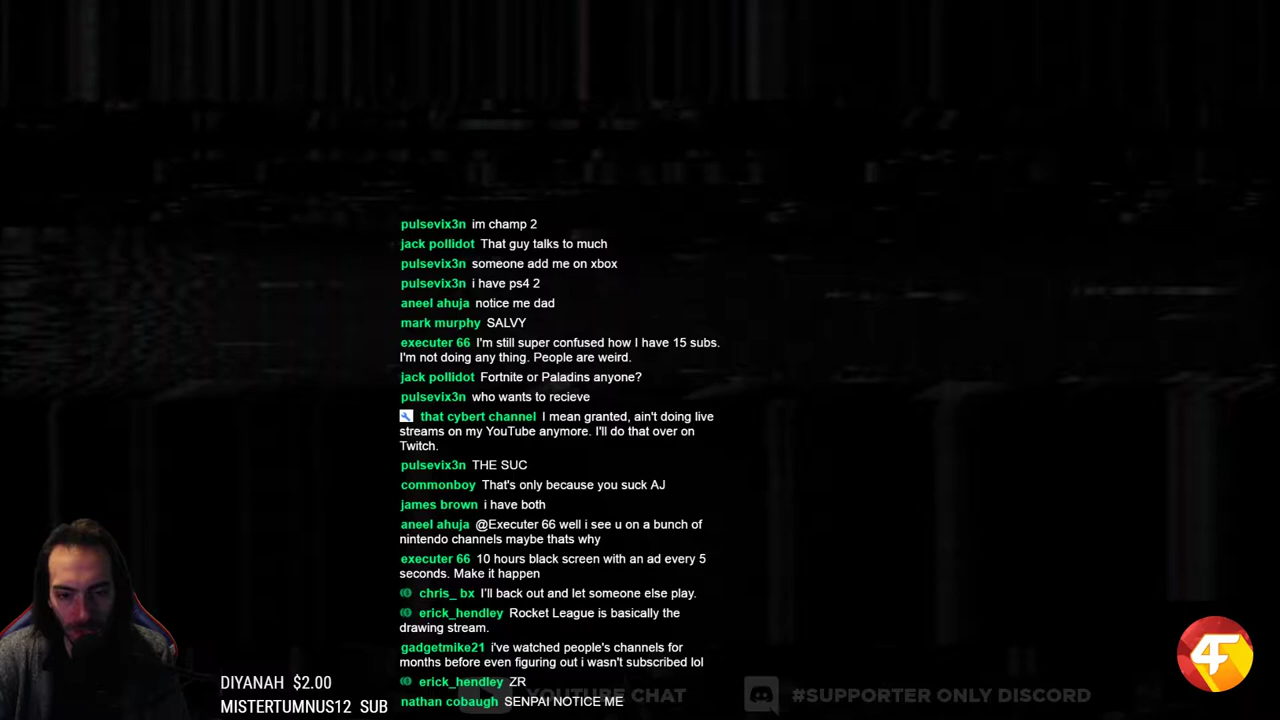 pulsevix3n im champ 2
jack pollidot That guy talks to much
pulsevix3n someone add me on xbox
pulsevix3n i have ps4 2
aneel ahuja notice me dad
mark murphy SALVY
executer 66 I'm still super confused how I have 15 subs.
I'm not doing any thing. People are weird.
jack pollidot Fortnite or Paladins anyone?
pulsevix3n who wants to recieve
that cybert channel I mean granted, ain't doing live
streams on my YouTube anymore. I'll do that over on
Twitch.
pulsevix3n THE SUC
commonboy That's only because you suck AJ
james brown i have both
aneel ahuja @Executer 66 well i see u on a bunch of
nintendo channels maybe thats why
executer 66 10 hours black screen with an ad every 5
seconds. Make it happen
chris_ bx I'll back out and let someone else play.
erick_hendley Rocket League is basically the
drawing stream.
gadgetmike21 i've watched people's channels for
months before even figuring out i wasn't subscribed lol
erick_hendley ZR
nathan cobaugh SENPAI NOTICE ME
DIYANAH $2.00
MISTERTUMNUS12 SUB
YOUTUBE CHAT
#SUPPORTER ONLY DISCORD
4F